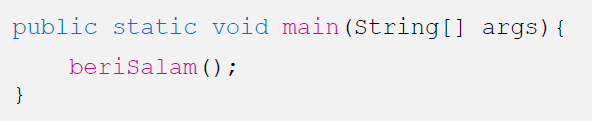 public static void main(String[] args){
    beriSalam();
}